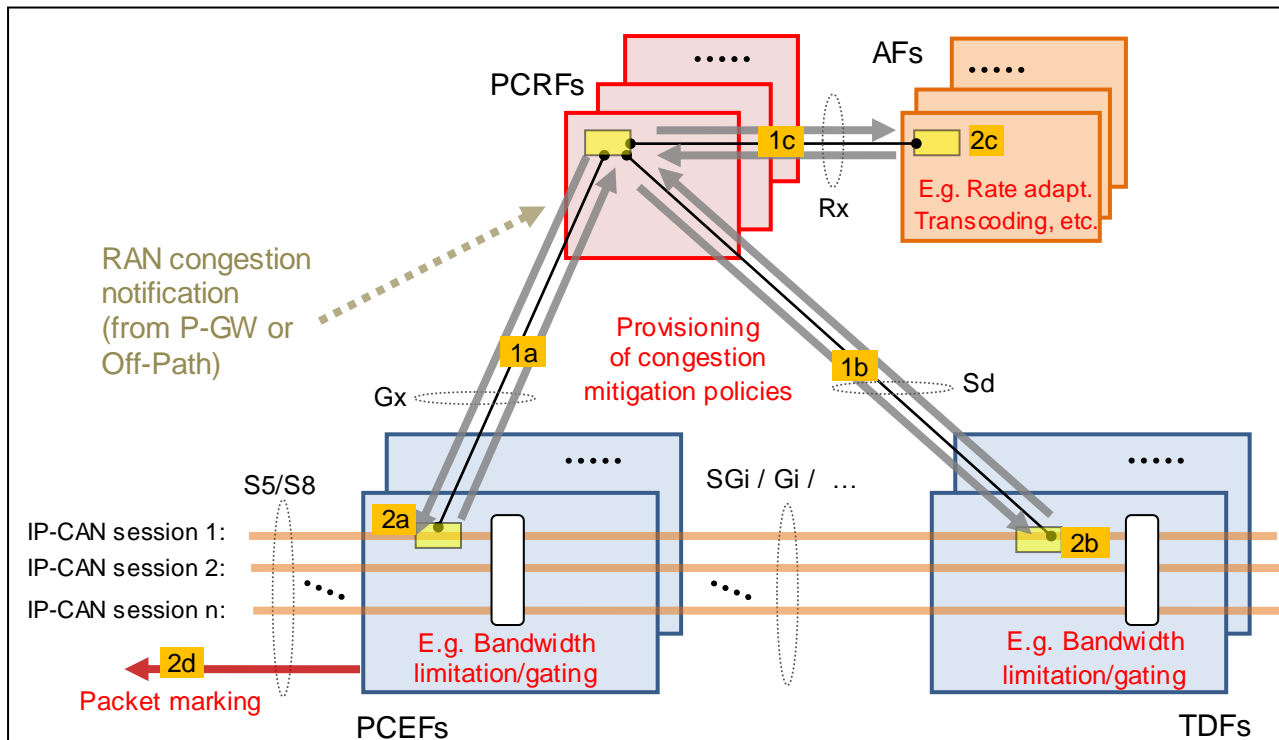 AFs
PCRFs
1c
2c
E.g. Rate adapt.
Transcoding, etc.
Rx
RAN congestion
notification
(from P-GW or
Off-Path)
Provisioning
of congestion
mitigation policies
1a
1b
Gx
Sd
S5/S8
SGi / Gi / …
2a
2b
IP-CAN session 1:
IP-CAN session 2:
IP-CAN session n:
E.g. Bandwidth
limitation/gating
E.g. Bandwidth
limitation/gating
2d
Packet marking
PCEFs
TDFs